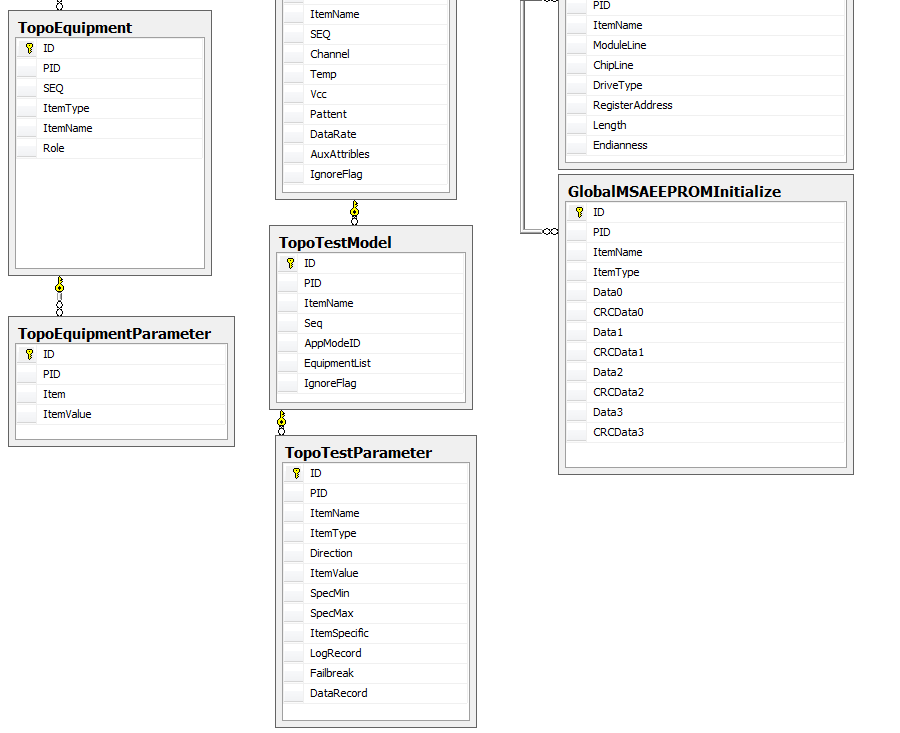 TopoEquipment
ID
PID
SEQ
ItemType
ItemName
Role
TopoEquipmentParameter
ID
PID
Item
ItemValue
ItemName
SEQ
Channel
Temp
Vcc
Pattent
DataRate
AuxAttribles
IgnoreFlag
TopoTestModel
ID
PID
ItemName
Seq
AppModeID
EquipmentList
IgnoreFlag
TopoTestParameter
ID
PID
ItemName
ItemType
Direction
ItemValue
SpecMin
SpecMax
ItemSpecific
LogRecord
Failbreak
DataRecord
PID
ItemName
ModuleLine
ChipLine
DriveType
RegisterAddress
Length
Endianness
GlobalMSAEEPROMInitialize
ID
PID
ItemName
ItemType
Data0
CRCData0
Data1
CRCData1
Data2
CRCData2
Data3
CRCData3